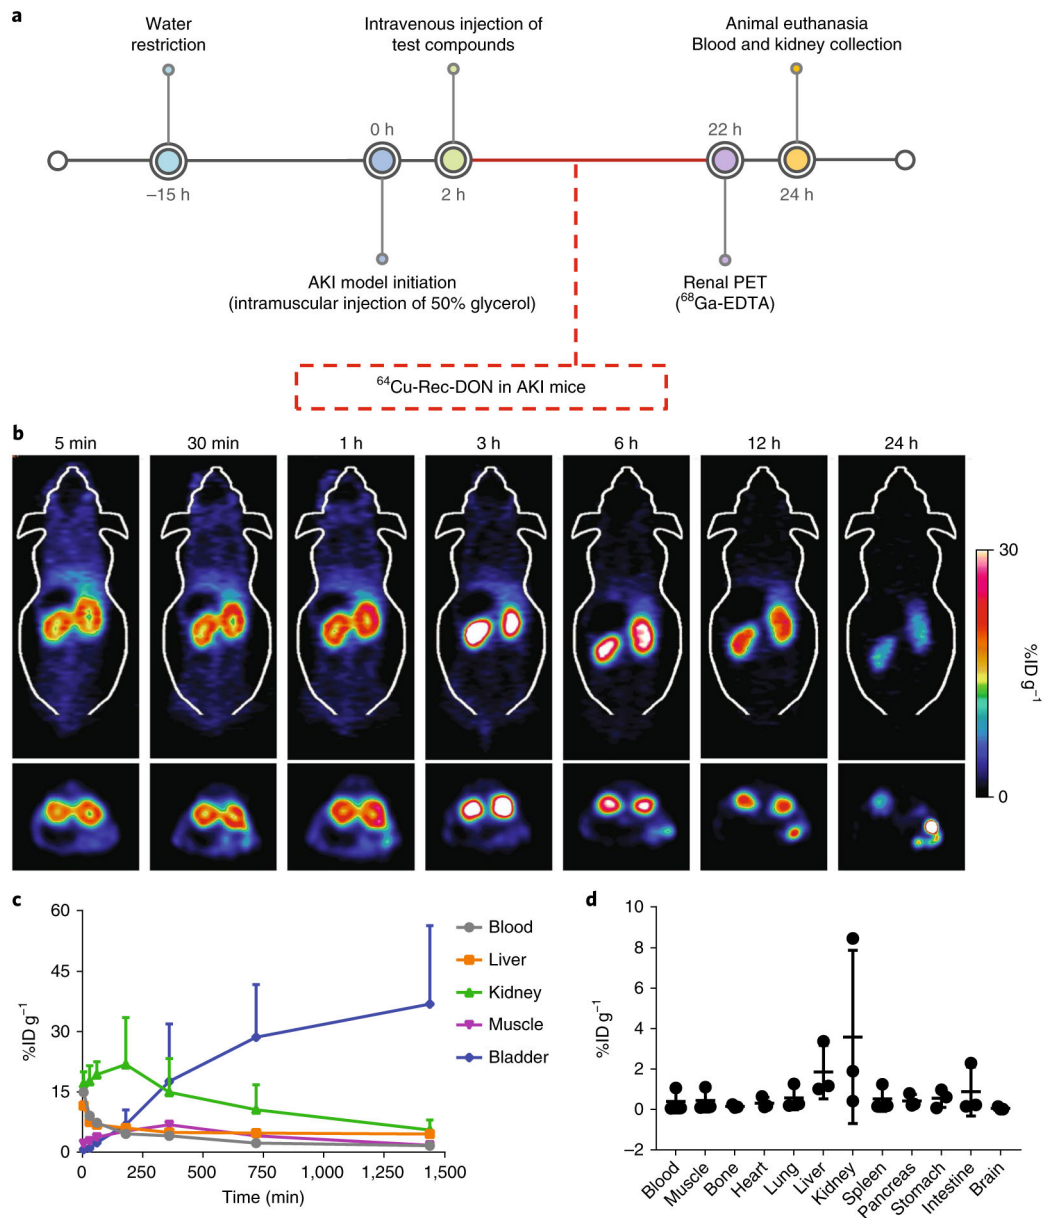 a
Water
restriction
Intravenous injection of
test compounds
Animal euthanasia
Blood and kidney collection
0 h
22 h
–15 h
2 h
24 h
AKI model initiation
(intramuscular injection of 50% glycerol)
Renal PET
(⁶⁸Ga-EDTA)
⁶⁴Cu-Rec-DON in AKI mice
b
5 min
30 min
1 h
3 h
6 h
12 h
24 h
30
%ID g⁻¹
0
c
60
45
30
15
0
%ID g⁻¹
0
250
500
750
1,000
1,250
1,500
Time (min)
Blood
Liver
Kidney
Muscle
Bladder
d
10
8
6
4
2
0
–2
%ID g⁻¹
Blood
Muscle
Bone
Heart
Lung
Liver
Kidney
Spleen
Pancreas
Stomach
Intestine
Brain